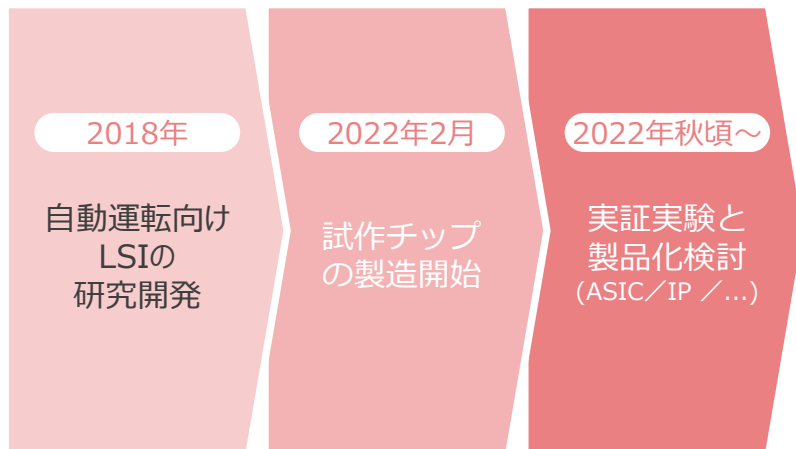 2018年
自動運転向け
LSIの
研究開発
2022年2月
試作チップ
の製造開始
2022年秋頃～
実証実験と
製品化検討
(ASIC／IP ／...)